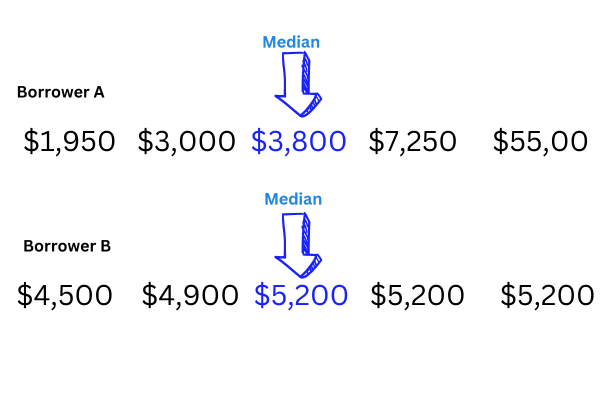 Median
Borrower A
$1,950 $3,000 $3,800 $7,250 $55,00
Median
Borrower B
$4,500 $4,900 $5,200 $5,200 $5,200